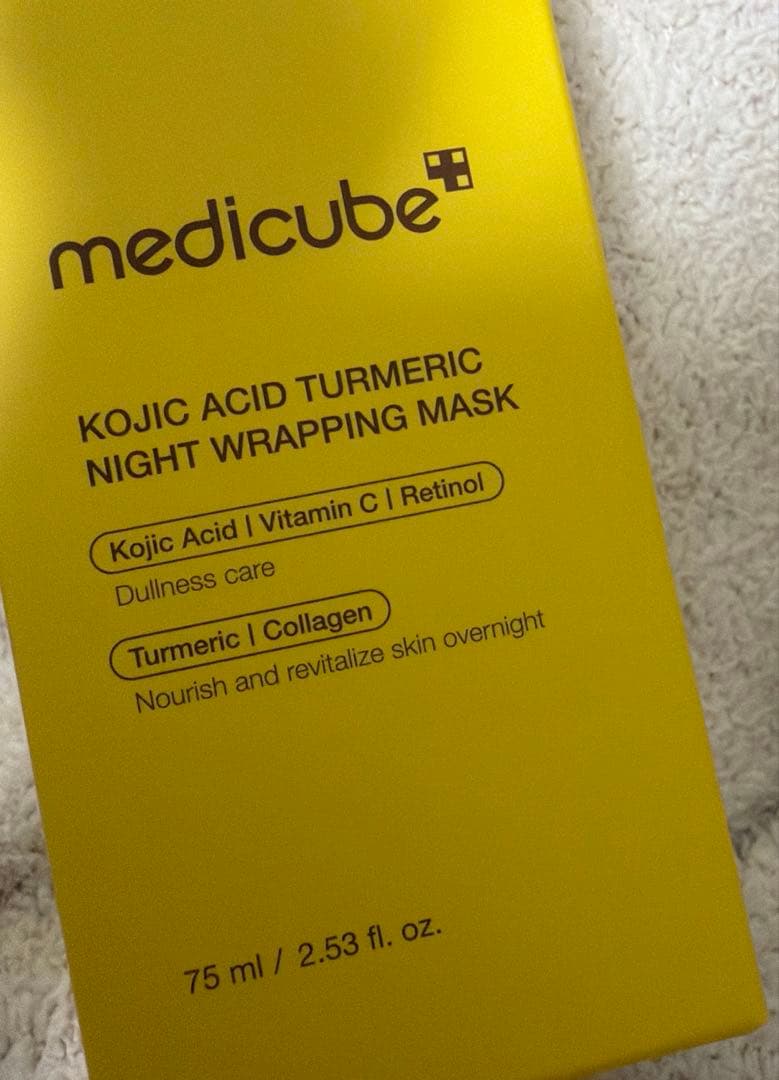 medicube
KOJIC ACID TURMERIC
NIGHT WRAPPING MASK
Kojic Acid | Vitamin C | Retinol
Dullness care
Turmeric | Collagen
Nourish and revitalize skin overnight
75 ml / 2.53 fl. oz.